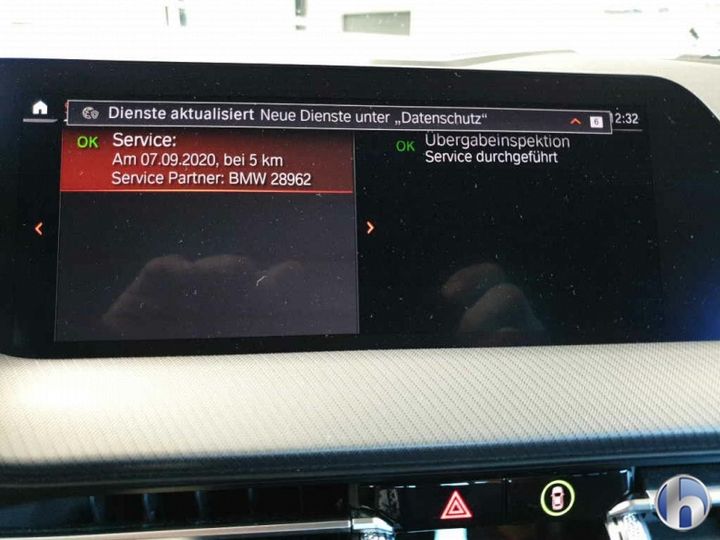 Dienste aktualisiert Neue Dienste unter „Datenschutz“
6
12:32
OK Service:
Am 07.09.2020, bei 5 km
Service Partner: BMW 28962
OK Übergabeinspektion
Service durchgeführt
h